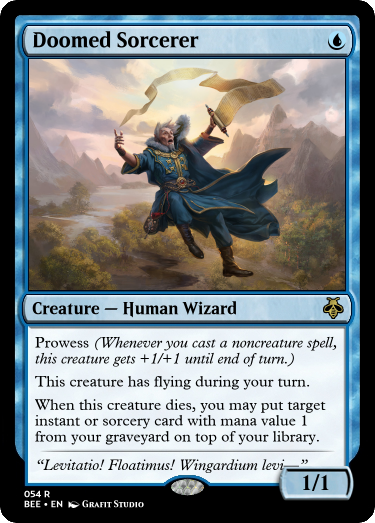 Doomed Sorcerer
Creature — Human Wizard
Prowess (Whenever you cast a noncreature spell,
this creature gets +1/+1 until end of turn.)
This creature has flying during your turn.
When this creature dies, you may put target
instant or sorcery card with mana value 1
from your graveyard on top of your library.
“Levitatio! Floatimus! Wingardium levi—”
1/1
054 R
BEE • EN Grafit Studio